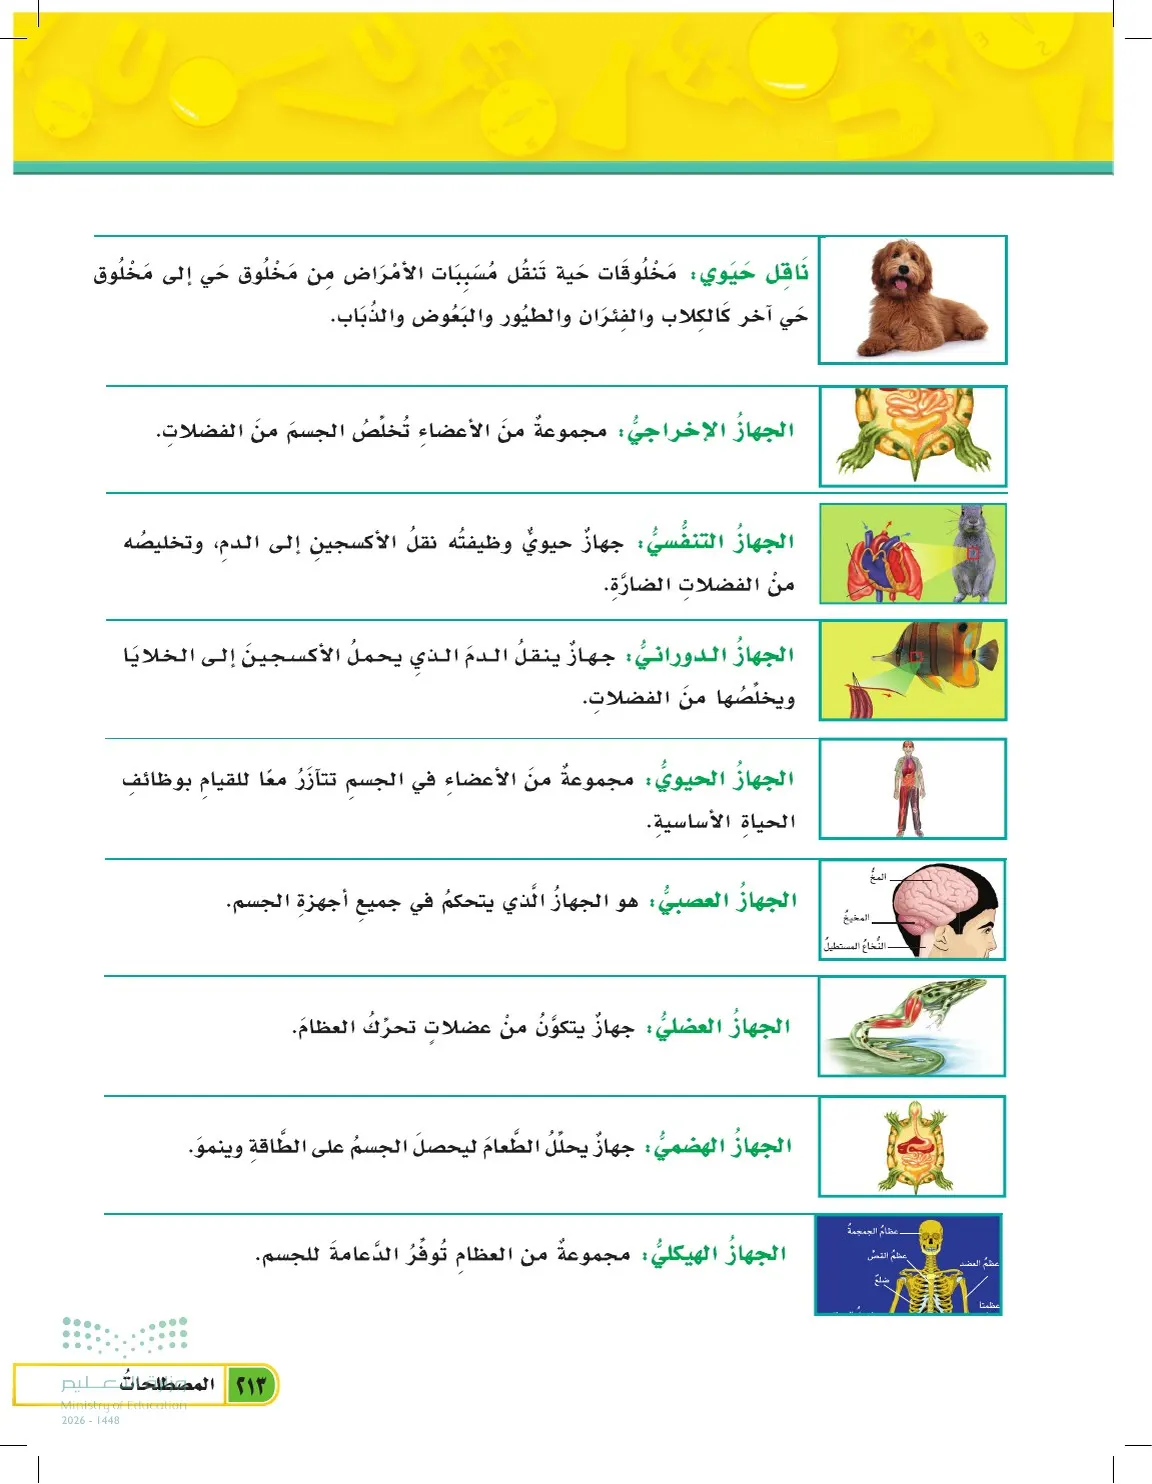 نَاقِل حَيَوي: مَخْلُوقَات حَية تَنقُل مُسَبِبَات الأمْرَاض مِن مَخْلُوق حَي إلى مَخْلُوق
حَي آخر كَالكِلاب والفِئرَان والطيُور والبَعُوض والذُبَاب.
الجهازُ الإخراجيُّ: مجموعةٌ منَ الأعضاءِ تُخلِّصُ الجسمَ منَ الفضلاتِ.
الجهازُ التنفُّسيُّ: جهازٌ حيويٌ وظيفتُه نقلُ الأكسجينِ إلى الدمِ، وتخليصُه
منْ الفضلاتِ الضارَّةِ.
الجهازُ الدورانيُّ: جهازٌ ينقلُ الدمَ الذيِ يحملُ الأكسجينَ إلى الخلايَا
ويخلِّصُها منَ الفضلاتِ.
الجهازُ الحيويُّ: مجموعةٌ منَ الأعضاءِ في الجسمِ تتآزَرُ معًا للقيامِ بوظائفِ
الحياةِ الأساسيةِ.
الجهازُ العصبيُّ: هو الجهازُ الَّذي يتحكمُ في جميعِ أجهزةِ الجسم.
المخُّ
المخيخُ
النُّخاعُ المستطيلُ
الجهازُ العضليُّ: جهازٌ يتكوَّنُ منْ عضلاتٍ تحرِّكُ العظامَ.
الجهازُ الهضميُّ: جهازٌ يحلِّلُ الطَّعامَ ليحصلَ الجسمُ على الطَّاقةِ وينموَ.
الجهازُ الهيكليُّ: مجموعةٌ من العظامِ تُوفِّرُ الدَّعامةَ للجسم.
عظامُ الجمجمةُ
عظمُ القصِّ
عظمُ العضد
ضلعٌ
عظمتا
المصطلحاتُ ٢١٣
وزارة التعليم
Ministry of Education
2026 - 1448